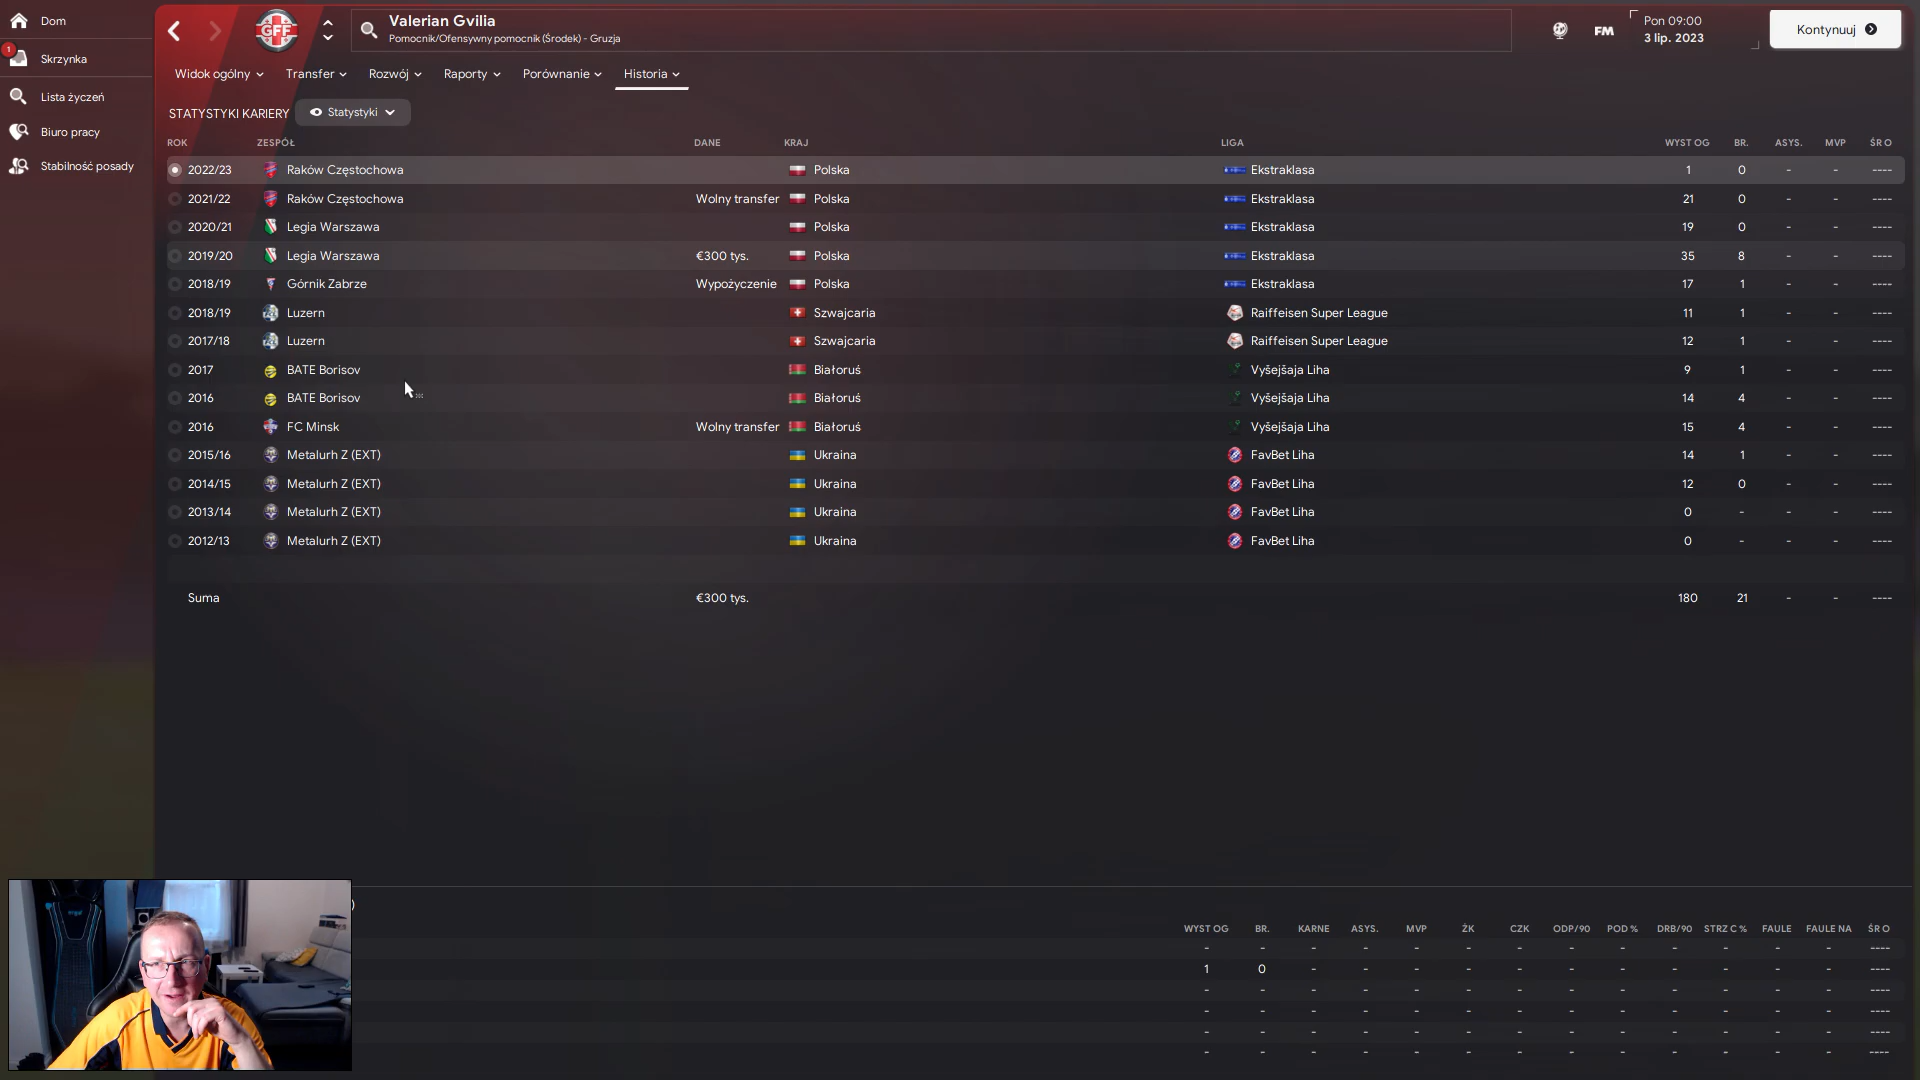 Dom
1
Skrzynka
Lista życzeń
Biuro pracy
Stabilność posady
GFF
Valerian Gvilia
Pomocnik/Ofensywny pomocnik (Środek) - Gruzja
FM
Pon 09:00
3 lip. 2023
Kontynuuj
Widok ogólny Transfer Rozwój Raporty Porównanie Historia
STATYSTYKI KARIERY Statystyki
ROK ZESPÓŁ DANE KRAJ LIGA WYST OG BR. ASYS. MVP ŚR O
2022/23 Raków Częstochowa Polska Ekstraklasa 1 0 - - ----
2021/22 Raków Częstochowa Wolny transfer Polska Ekstraklasa 21 0 - - ----
2020/21 Legia Warszawa Polska Ekstraklasa 19 0 - - ----
2019/20 Legia Warszawa €300 tys. Polska Ekstraklasa 35 8 - - ----
2018/19 Górnik Zabrze Wypożyczenie Polska Ekstraklasa 17 1 - - ----
2018/19 Luzern Szwajcaria Raiffeisen Super League 11 1 - - ----
2017/18 Luzern Szwajcaria Raiffeisen Super League 12 1 - - ----
2017 BATE Borisov Białoruś Vyšejšaja Liha 9 1 - - ----
2016 BATE Borisov Białoruś Vyšejšaja Liha 14 4 - - ----
2016 FC Minsk Wolny transfer Białoruś Vyšejšaja Liha 15 4 - - ----
2015/16 Metalurh Z (EXT) Ukraina FavBet Liha 14 1 - - ----
2014/15 Metalurh Z (EXT) Ukraina FavBet Liha 12 0 - - ----
2013/14 Metalurh Z (EXT) Ukraina FavBet Liha 0 - - - ----
2012/13 Metalurh Z (EXT) Ukraina FavBet Liha 0 - - - ----
Suma €300 tys. 180 21 - - ----
)
WYST OG BR. KARNE ASYS. MVP ŻK CZK ODP/90 POD % DRB/90 STRZ C % FAULE FAULE NA ŚR O
- - - - - - - - - - - - - ----
1 0 - - - - - - - - - - - ----
- - - - - - - - - - - - - ----
- - - - - - - - - - - - - ----
- - - - - - - - - - - - - ----
- - - - - - - - - - - - - ----